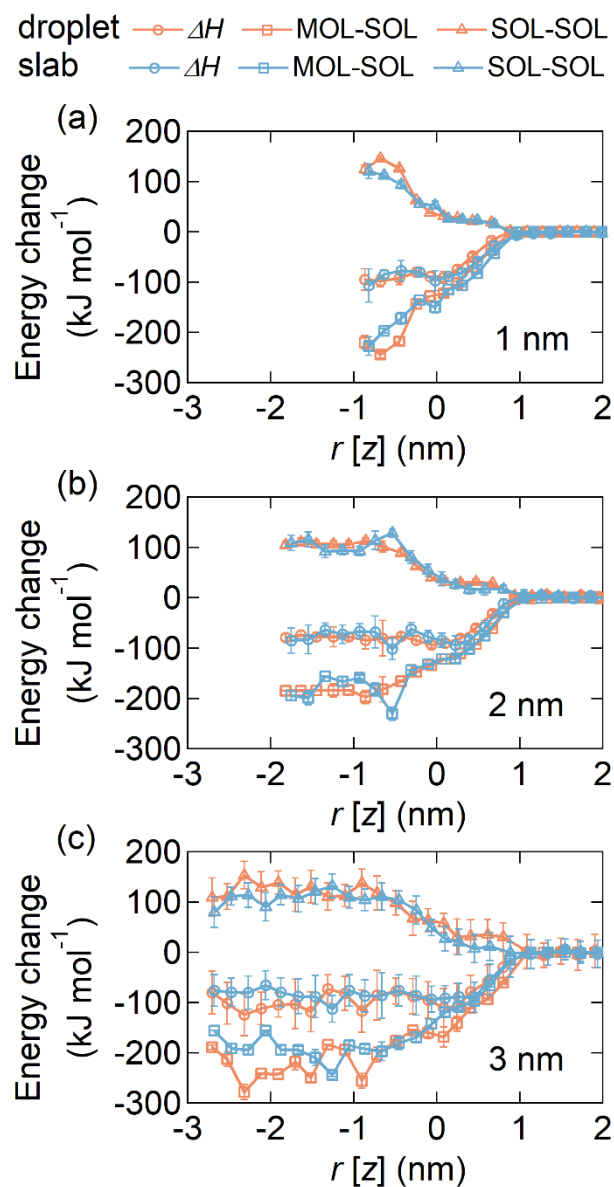 droplet ΔH MOL-SOL SOL-SOL
slab ΔH MOL-SOL SOL-SOL
(a)
200
100
0
-100
-200
-300
Energy change
(kJ mol⁻¹)
1 nm
-3 -2 -1 0 1 2
r [z] (nm)
(b)
200
100
0
-100
-200
-300
Energy change
(kJ mol⁻¹)
2 nm
-3 -2 -1 0 1 2
r [z] (nm)
(c)
200
100
0
-100
-200
-300
Energy change
(kJ mol⁻¹)
3 nm
-3 -2 -1 0 1 2
r [z] (nm)